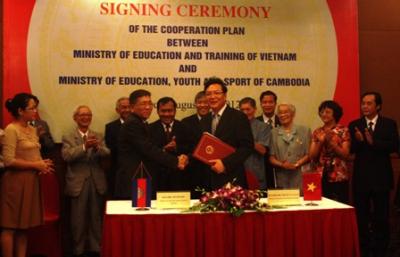 SIGNING CEREMONY
OF THE COOPERATION PLAN
BETWEEN
MINISTRY OF EDUCATION AND TRAINING OF VIETNAM
AND
MINISTRY OF EDUCATION, YOUTH AND SPORT OF CAMBODIA